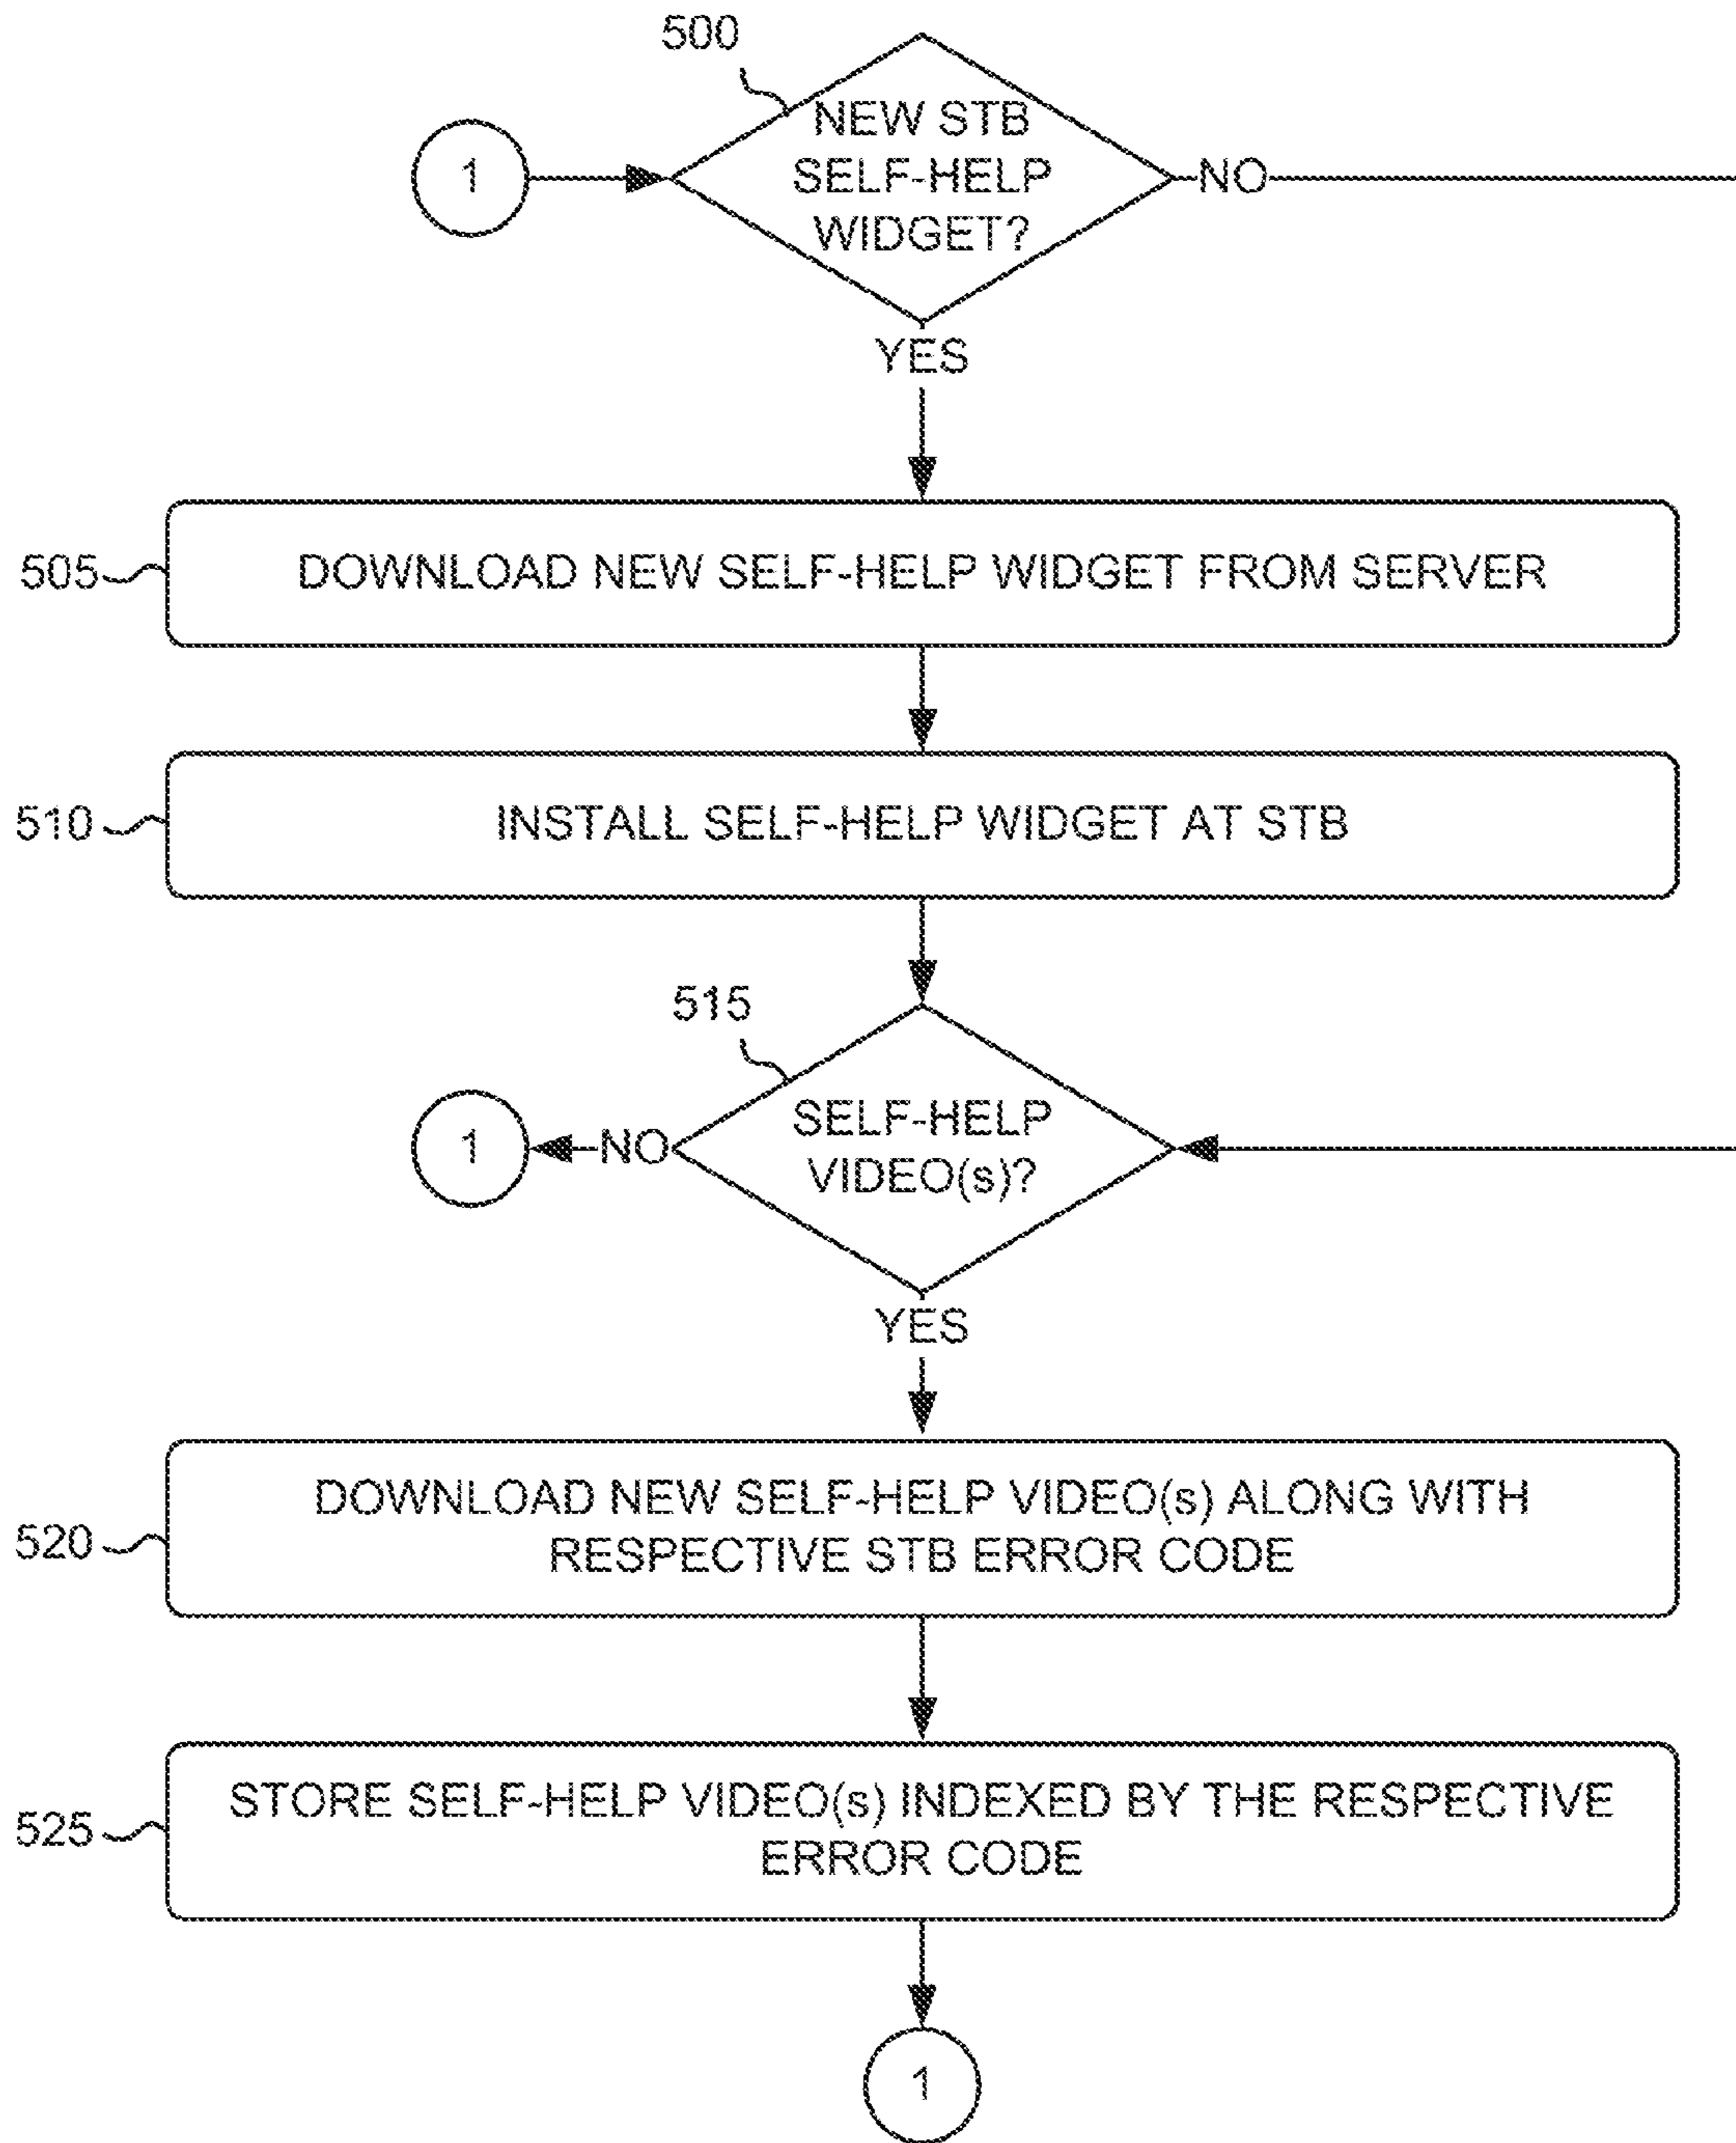 500
NEW STB
SELF-HELP
WIDGET?
1
NO
YES
505
DOWNLOAD NEW SELF-HELP WIDGET FROM SERVER
510
INSTALL SELF-HELP WIDGET AT STB
515
SELF-HELP
VIDEO(s)?
1
NO
YES
520
DOWNLOAD NEW SELF-HELP VIDEO(s) ALONG WITH
RESPECTIVE STB ERROR CODE
525
STORE SELF-HELP VIDEO(s) INDEXED BY THE RESPECTIVE
ERROR CODE
1